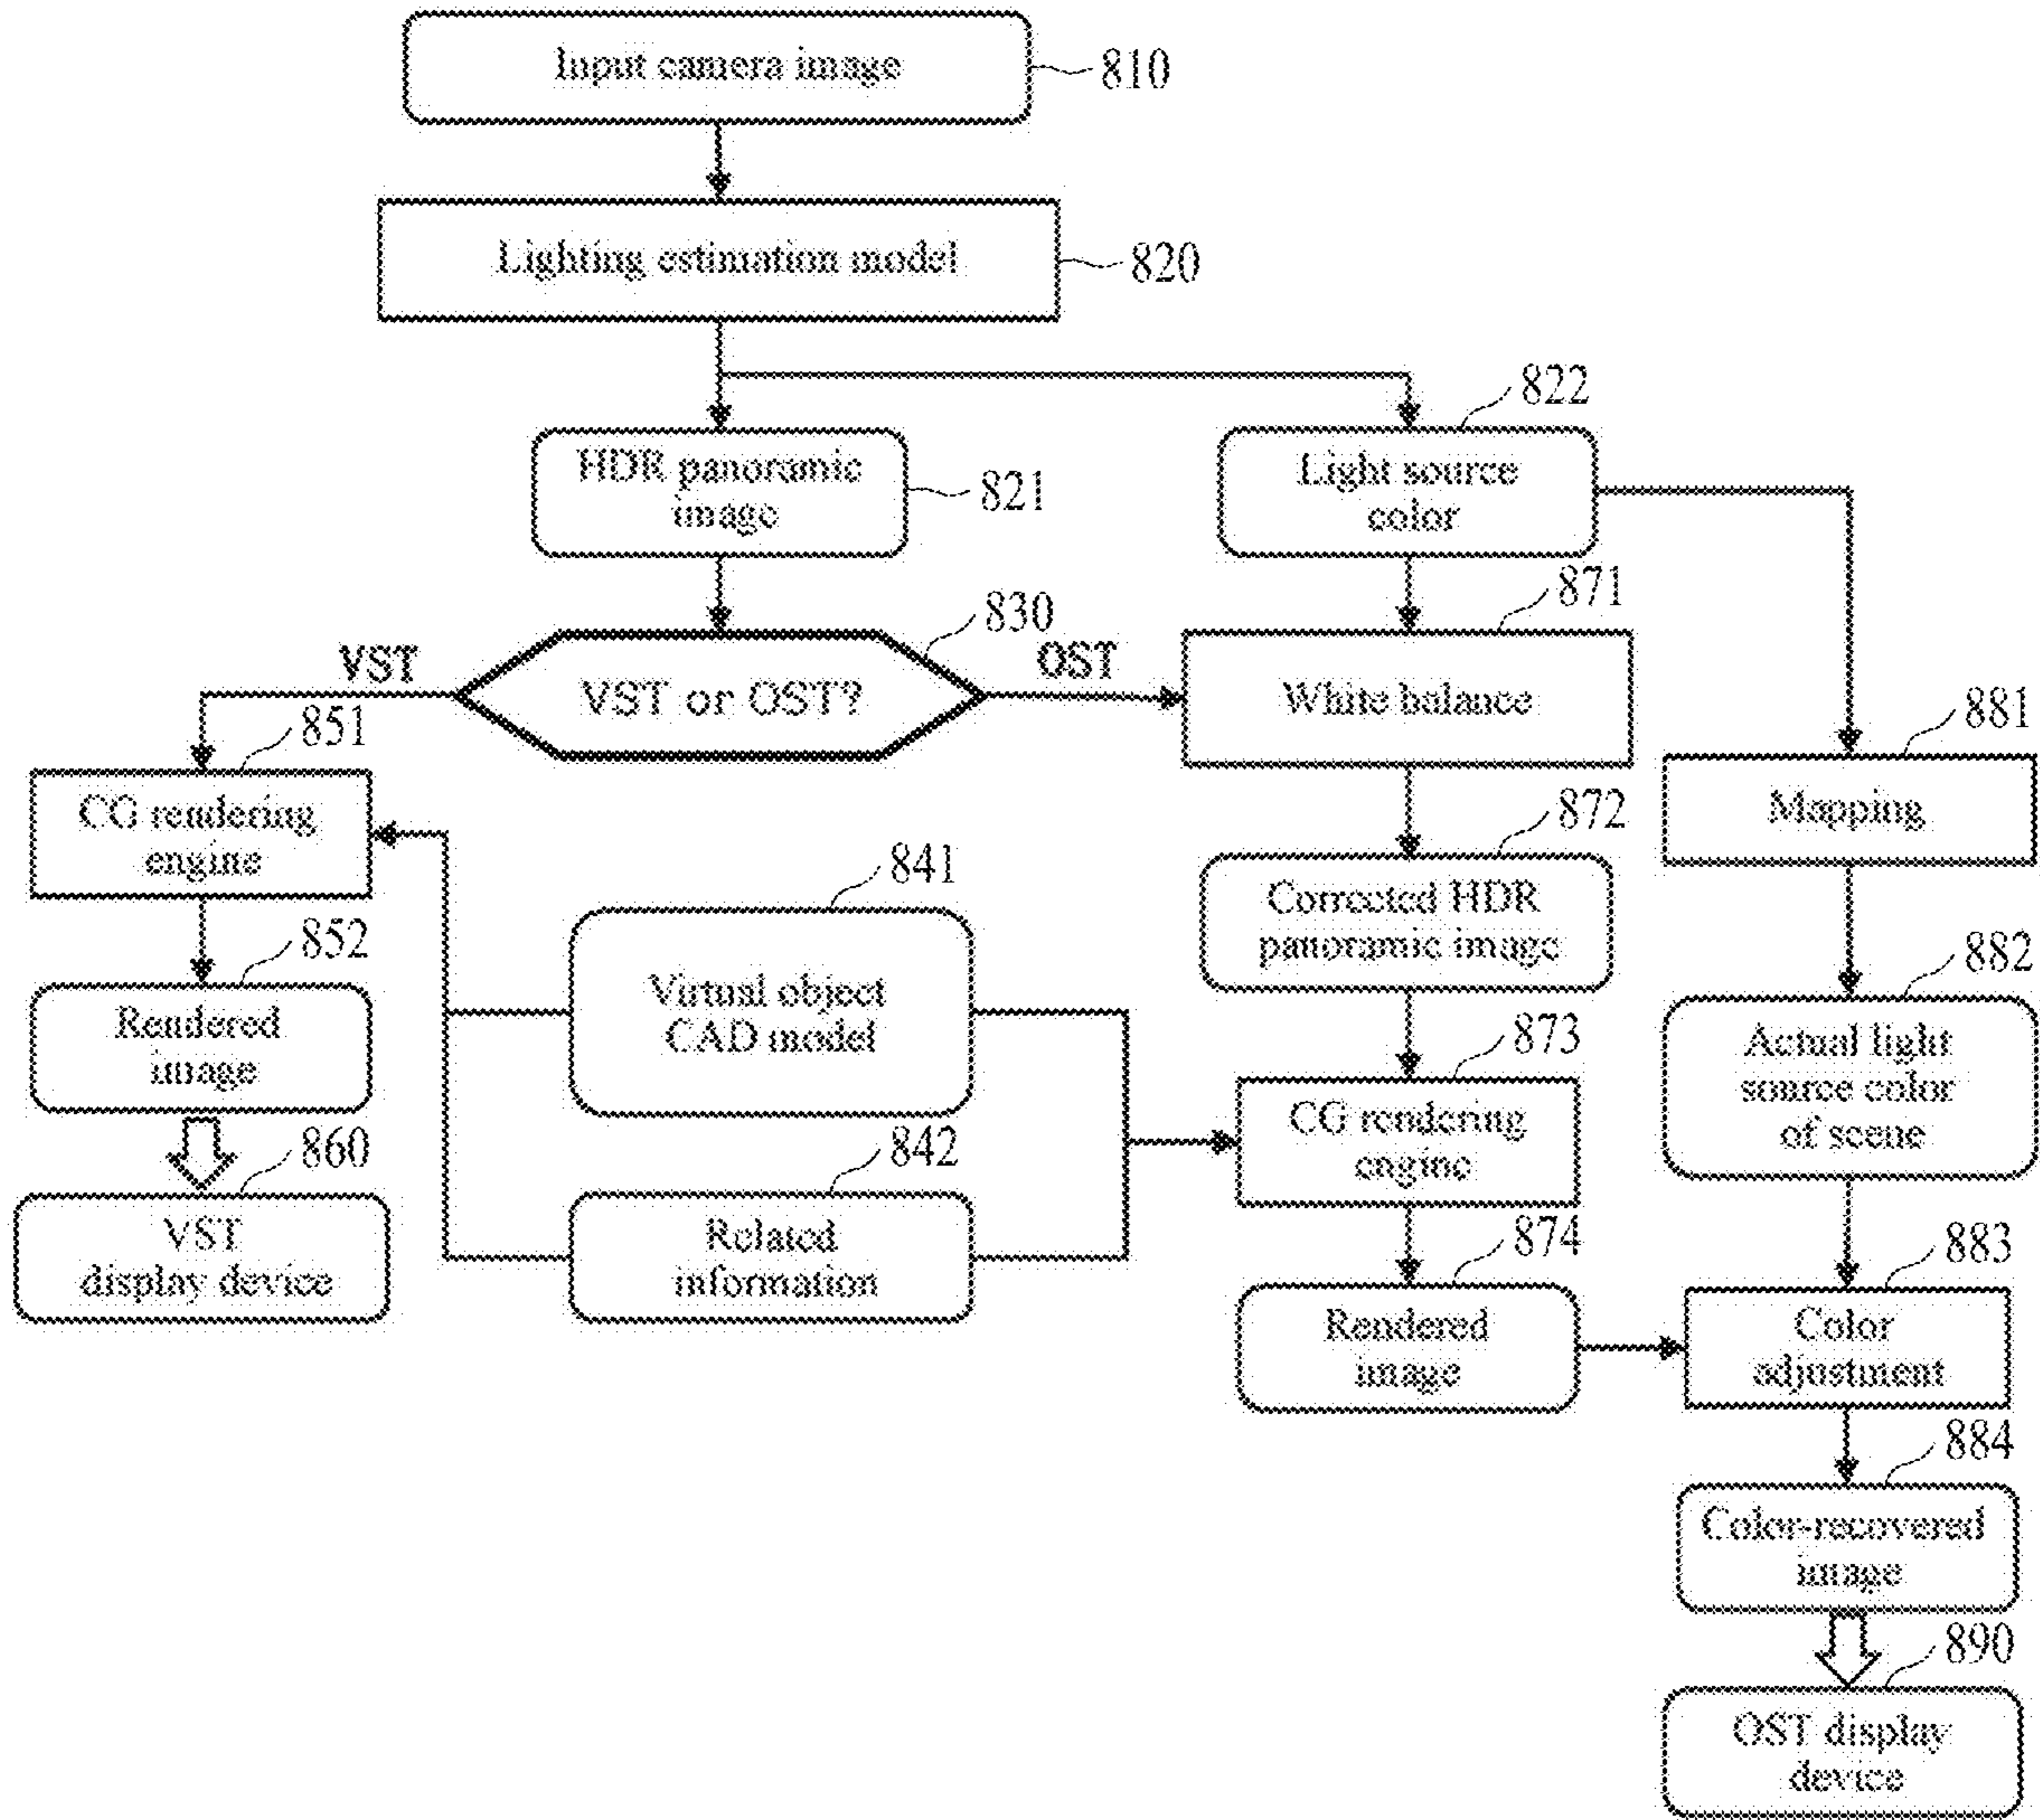 Input camera image
810
Lighting estimation model
820
822
HDR panoramic
image
821
Light source
color
871
830
VST
OST
VST or OST?
White balance
881
851
Mapping
CG rendering
engine
872
841
Corrected HDR
panoramic image
852
882
Virtual object
CAD model
Rendered
image
873
Actual light
source color
of scene
CG rendering
engine
860
842
VST
display device
Related
information
874
883
Rendered
image
Color
adjustment
884
Color-recovered
image
890
OST display
device